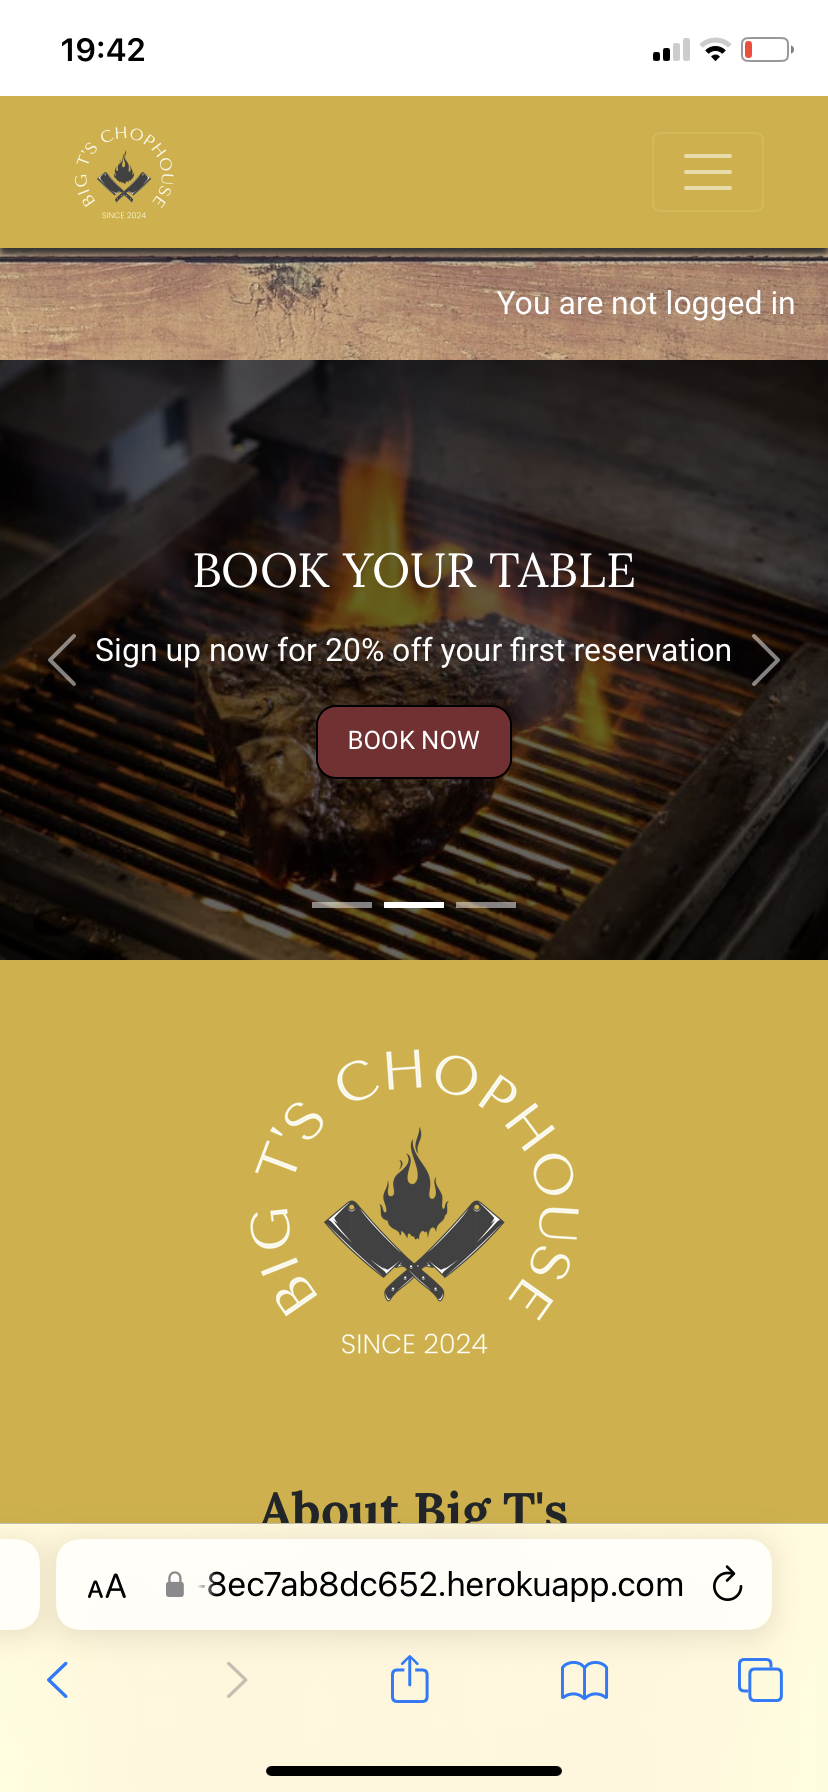 19:42
BIG T'S CHOPHOUSE
SINCE 2024
You are not logged in
BOOK YOUR TABLE
Sign up now for 20% off your first reservation
BOOK NOW
BIG T'S CHOPHOUSE
SINCE 2024
About Big T's
AA -8ec7ab8dc652.herokuapp.com